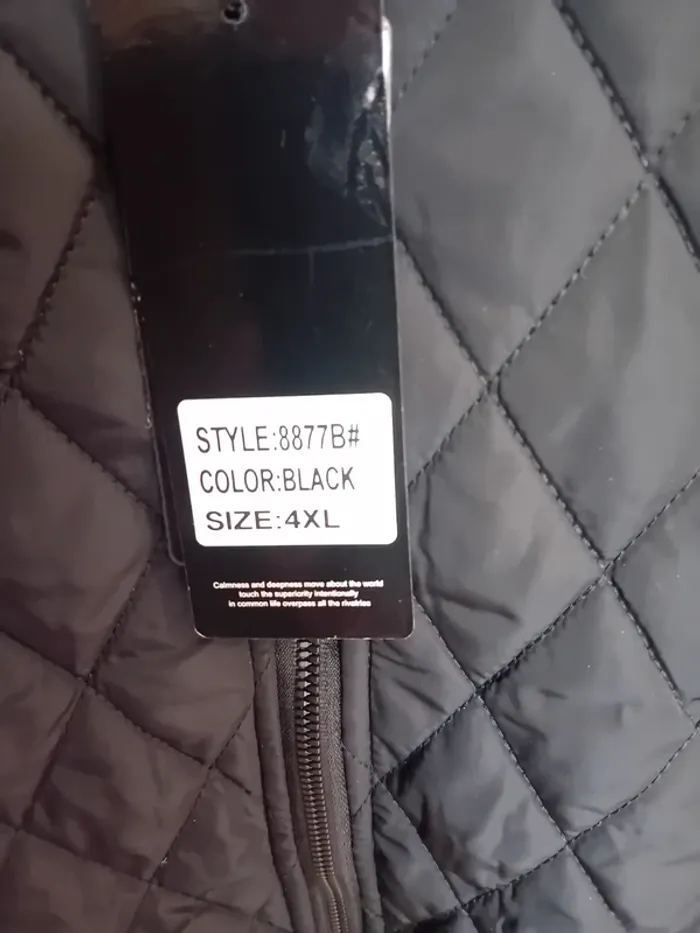 STYLE:8877B#
COLOR:BLACK
SIZE:4XL
Calmness and deepness move about the world
touch the superiority intentionally
in common life overpass all the rivalries